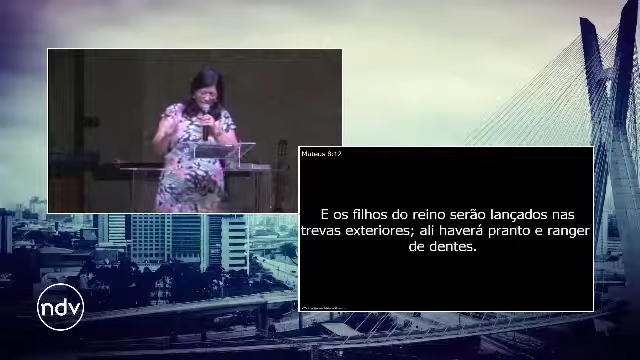 Mateus 8:12
E os filhos do reino serão lançados nas
trevas exteriores; ali haverá pranto e ranger
de dentes.
ndv